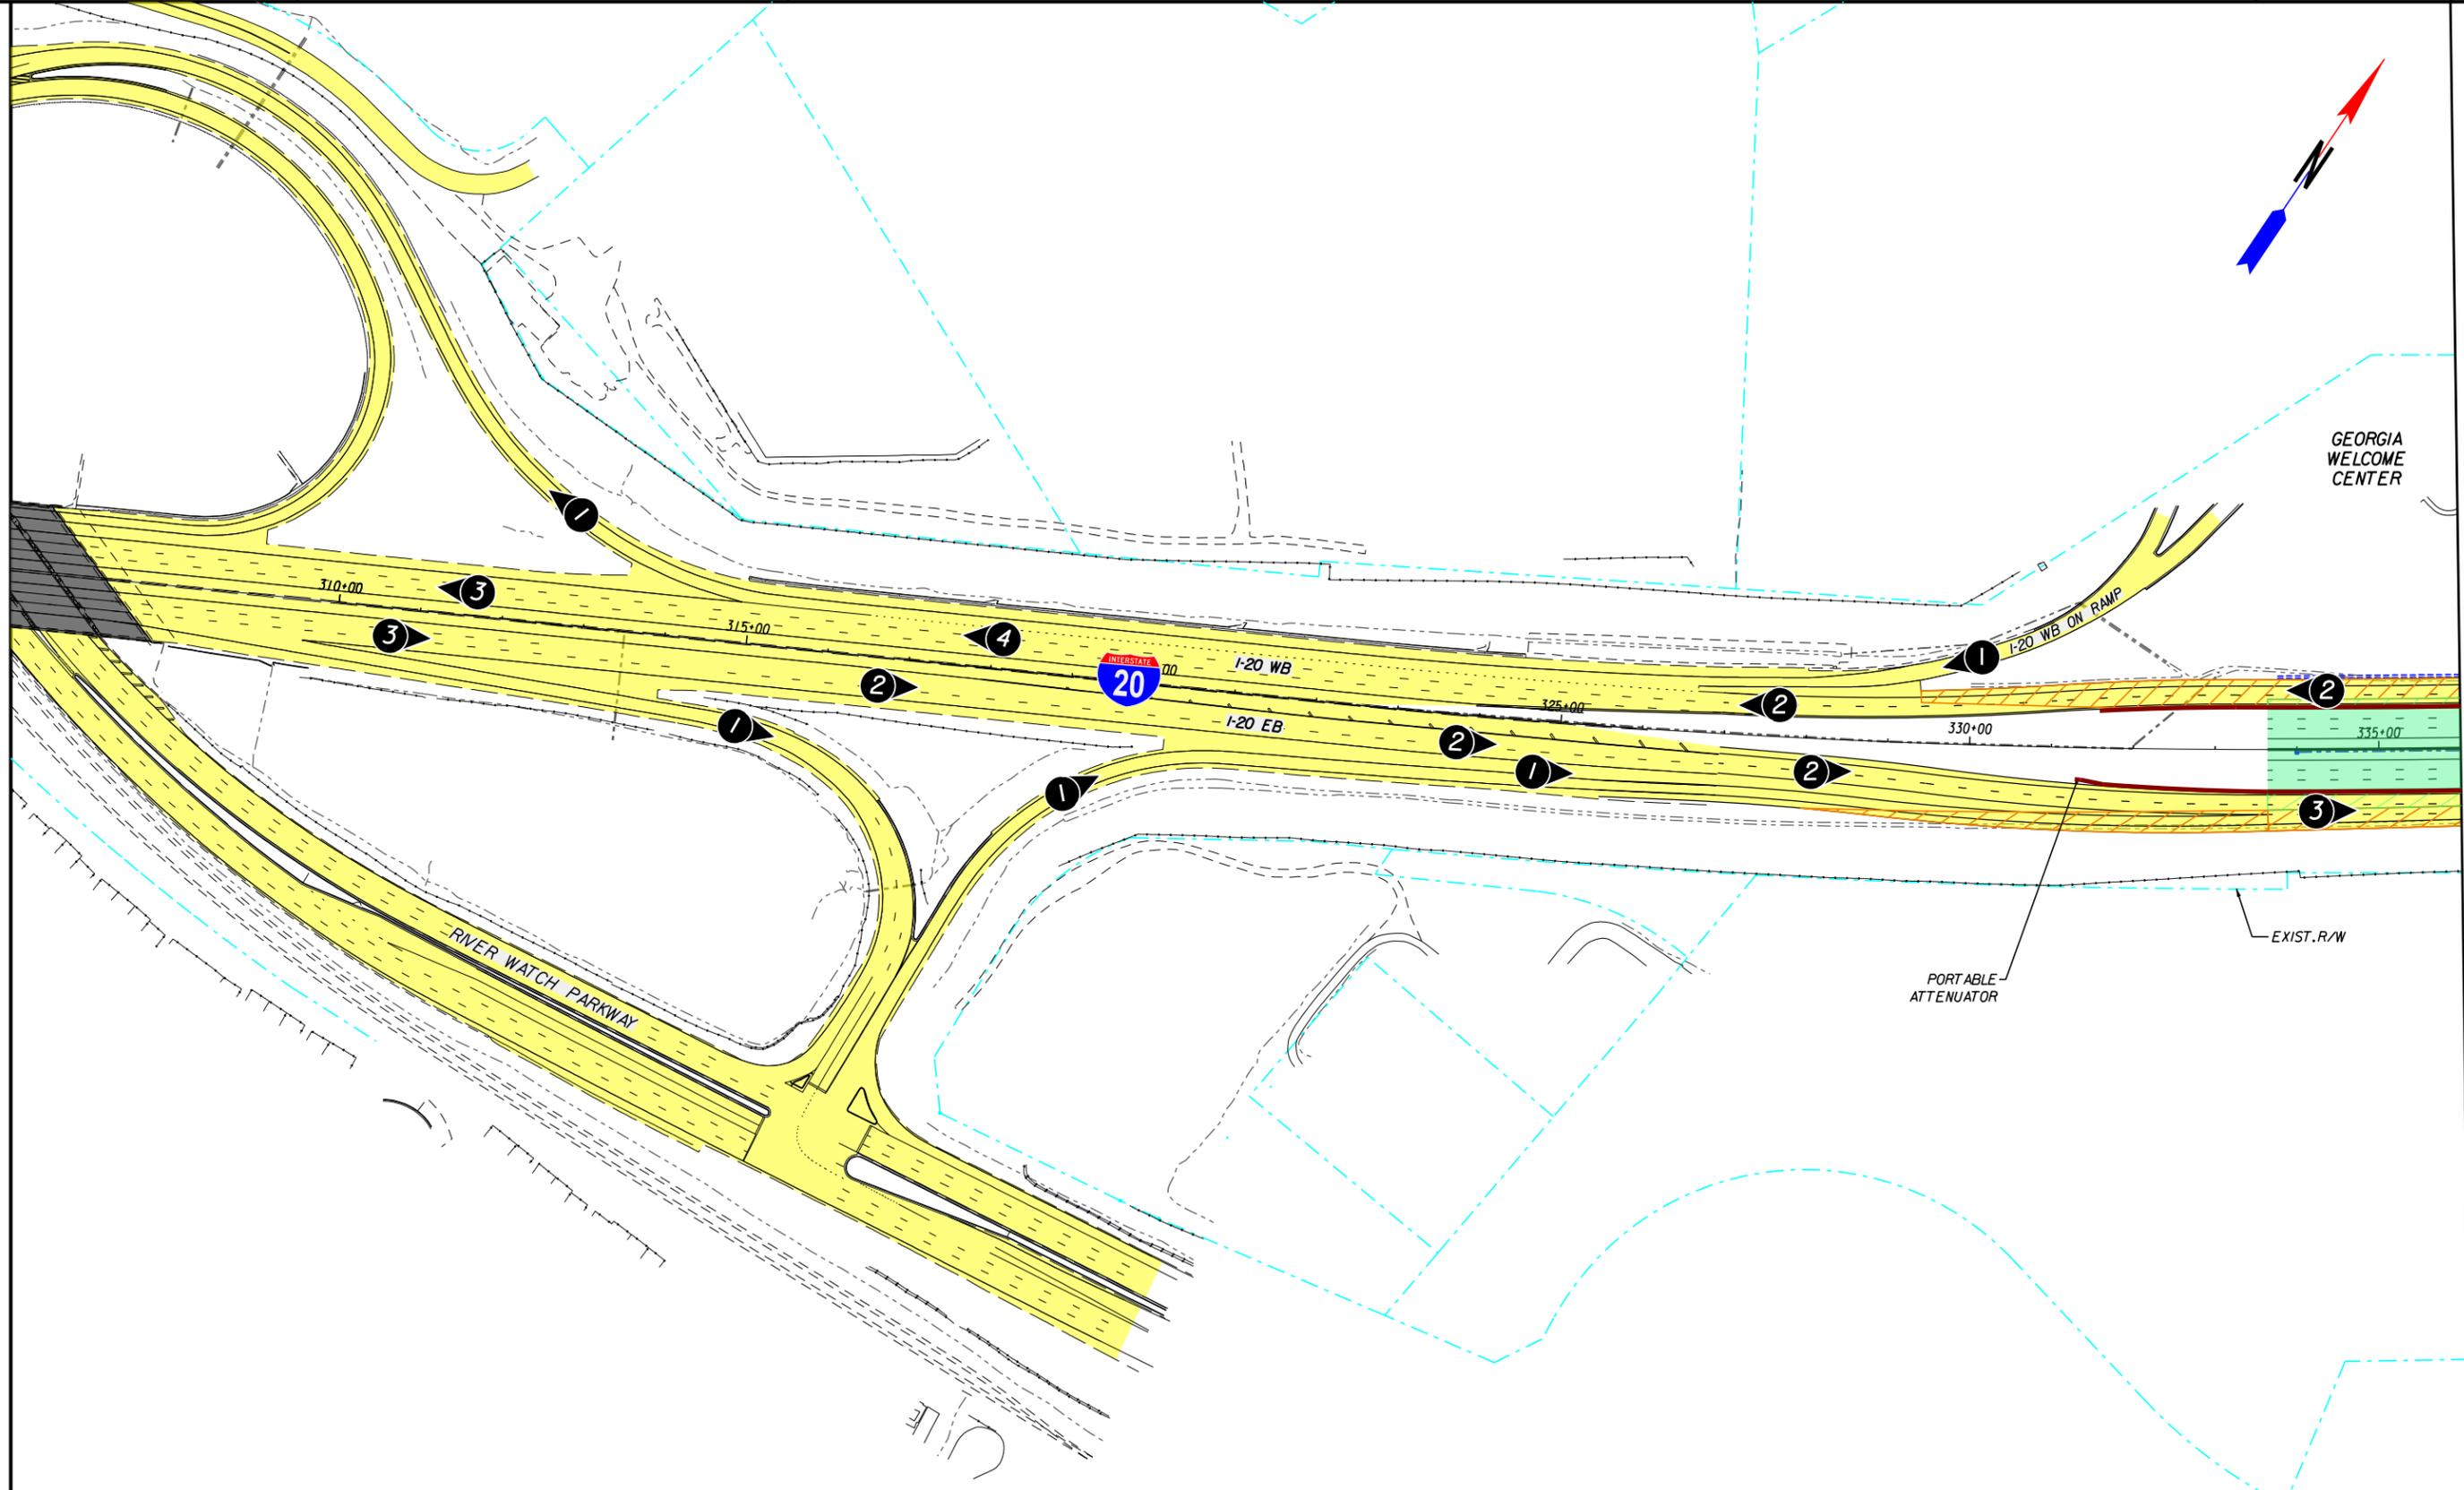 N
GEORGIA
WELCOME
CENTER
1
310+00
3
3
315+00
4
I-20 WB
INTERSTATE
20
00
2
I-20 EB
1
1
I-20 WB ON RAMP
1
2
325+00
330+00
2
335+00
2
1
2
3
RIVER WATCH PARKWAY
PORTABLE
ATTENUATOR
EXIST. R/W